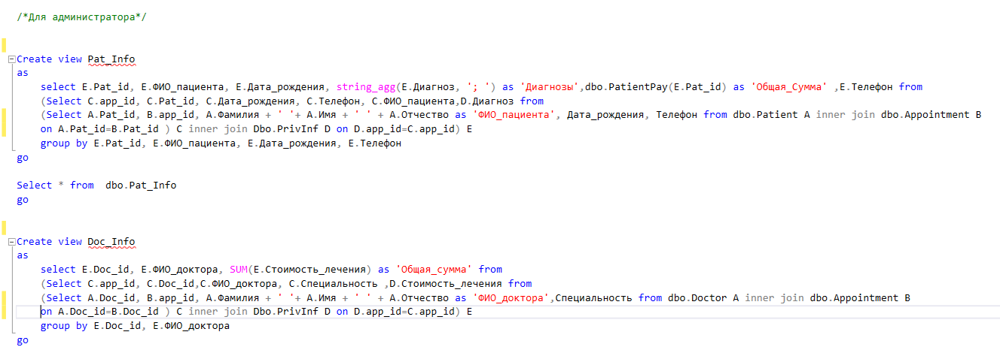 /*Для администратора*/
Create view Pat_Info
as
select E.Pat_id, E.ФИО_пациента, E.Дата_рождения, string_agg(E.Диагноз, '; ') as 'Диагнозы',dbo.PatientPay(E.Pat_id) as 'Общая_Сумма' ,E.Телефон from
(Select C.app_id, C.Pat_id, C.Дата_рождения, C.Телефон, C.ФИО_пациента,D.Диагноз from
(Select A.Pat_id, B.app_id, A.Фамилия + ' '+ A.Имя + ' ' + A.Отчество as 'ФИО_пациента', Дата_рождения, Телефон from dbo.Patient A inner join dbo.Appointment B
on A.Pat_id=B.Pat_id ) C inner join Dbo.PrivInf D on D.app_id=C.app_id) E
group by E.Pat_id, E.ФИО_пациента, E.Дата_рождения, E.Телефон
go
Select * from  dbo.Pat_Info
go
Create view Doc_Info
as
select E.Doc_id, E.ФИО_доктора, SUM(E.Стоимость_лечения) as 'Общая_сумма' from
(Select C.app_id, C.Doc_id,C.ФИО_доктора, C.Специальность ,D.Стоимость_лечения from
(Select A.Doc_id, B.app_id, A.Фамилия + ' '+ A.Имя + ' ' + A.Отчество as 'ФИО_доктора',Специальность from dbo.Doctor A inner join dbo.Appointment B
on A.Doc_id=B.Doc_id ) C inner join Dbo.PrivInf D on D.app_id=C.app_id) E
group by E.Doc_id, E.ФИО_доктора
go